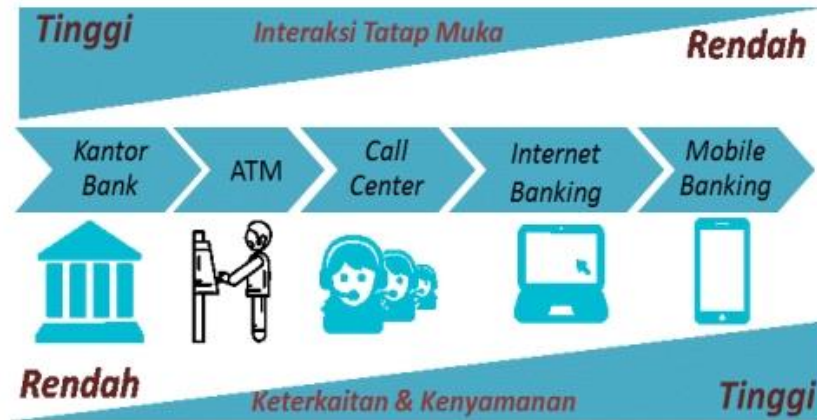 Tinggi
Interaksi Tatap Muka
Rendah
Kantor
Bank
ATM
Call
Center
Internet
Banking
Mobile
Banking
Rendah
Keterkaitan & Kenyamanan
Tinggi